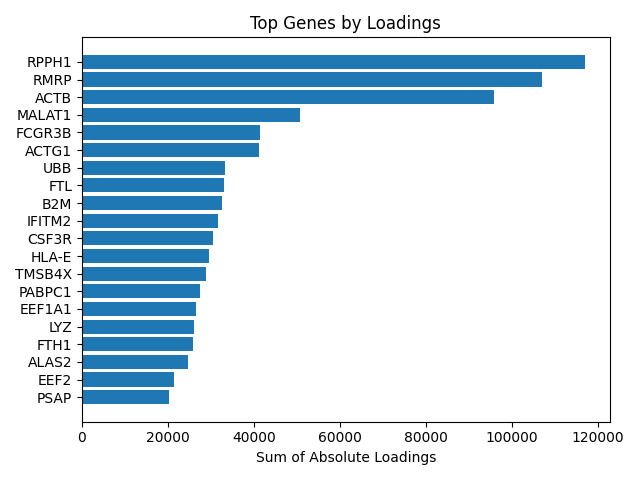 Top Genes by Loadings
RPPH1
RMRP
ACTB
MALAT1
FCGR3B
ACTG1
UBB
FTL
B2M
IFITM2
CSF3R
HLA-E
TMSB4X
PABPC1
EEF1A1
LYZ
FTH1
ALAS2
EEF2
PSAP
0 20000 40000 60000 80000 100000 120000
Sum of Absolute Loadings